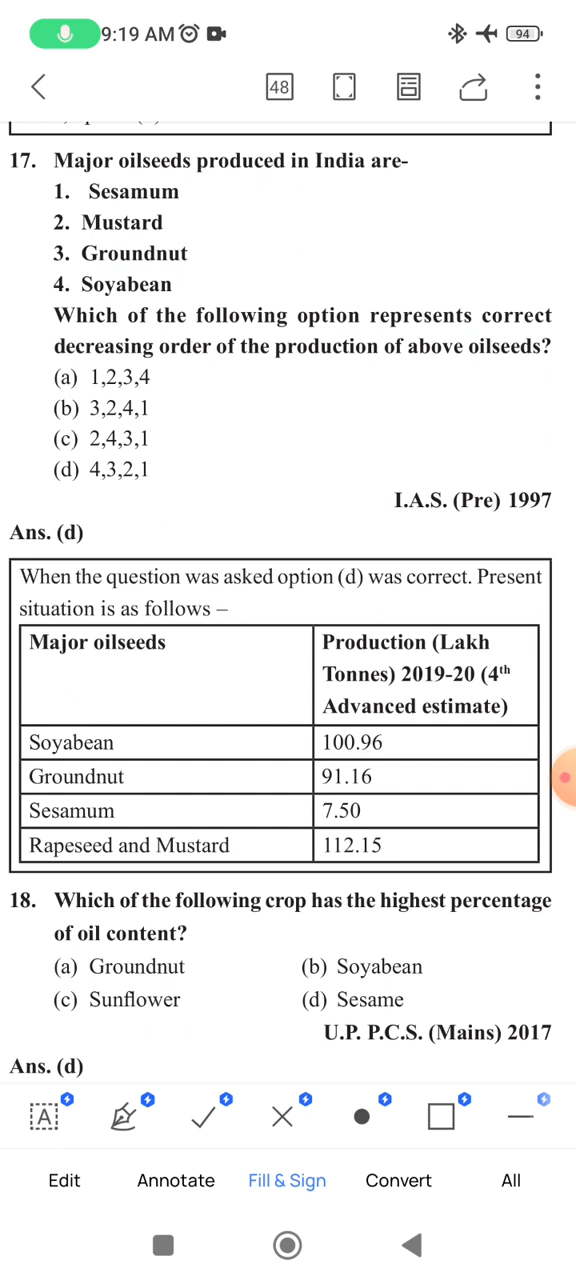 9:19 AM
94
48
17. Major oilseeds produced in India are-
1. Sesamum
2. Mustard
3. Groundnut
4. Soyabean
Which of the following option represents correct
decreasing order of the production of above oilseeds?
(a) 1,2,3,4
(b) 3,2,4,1
(c) 2,4,3,1
(d) 4,3,2,1
I.A.S. (Pre) 1997
Ans. (d)
When the question was asked option (d) was correct. Present
situation is as follows –
Major oilseeds Production (Lakh
Tonnes) 2019-20 (4th
Advanced estimate)
Soyabean 100.96
Groundnut 91.16
Sesamum 7.50
Rapeseed and Mustard 112.15
18. Which of the following crop has the highest percentage
of oil content?
(a) Groundnut (b) Soyabean
(c) Sunflower (d) Sesame
U.P. P.C.S. (Mains) 2017
Ans. (d)
A
Edit Annotate Fill & Sign Convert All